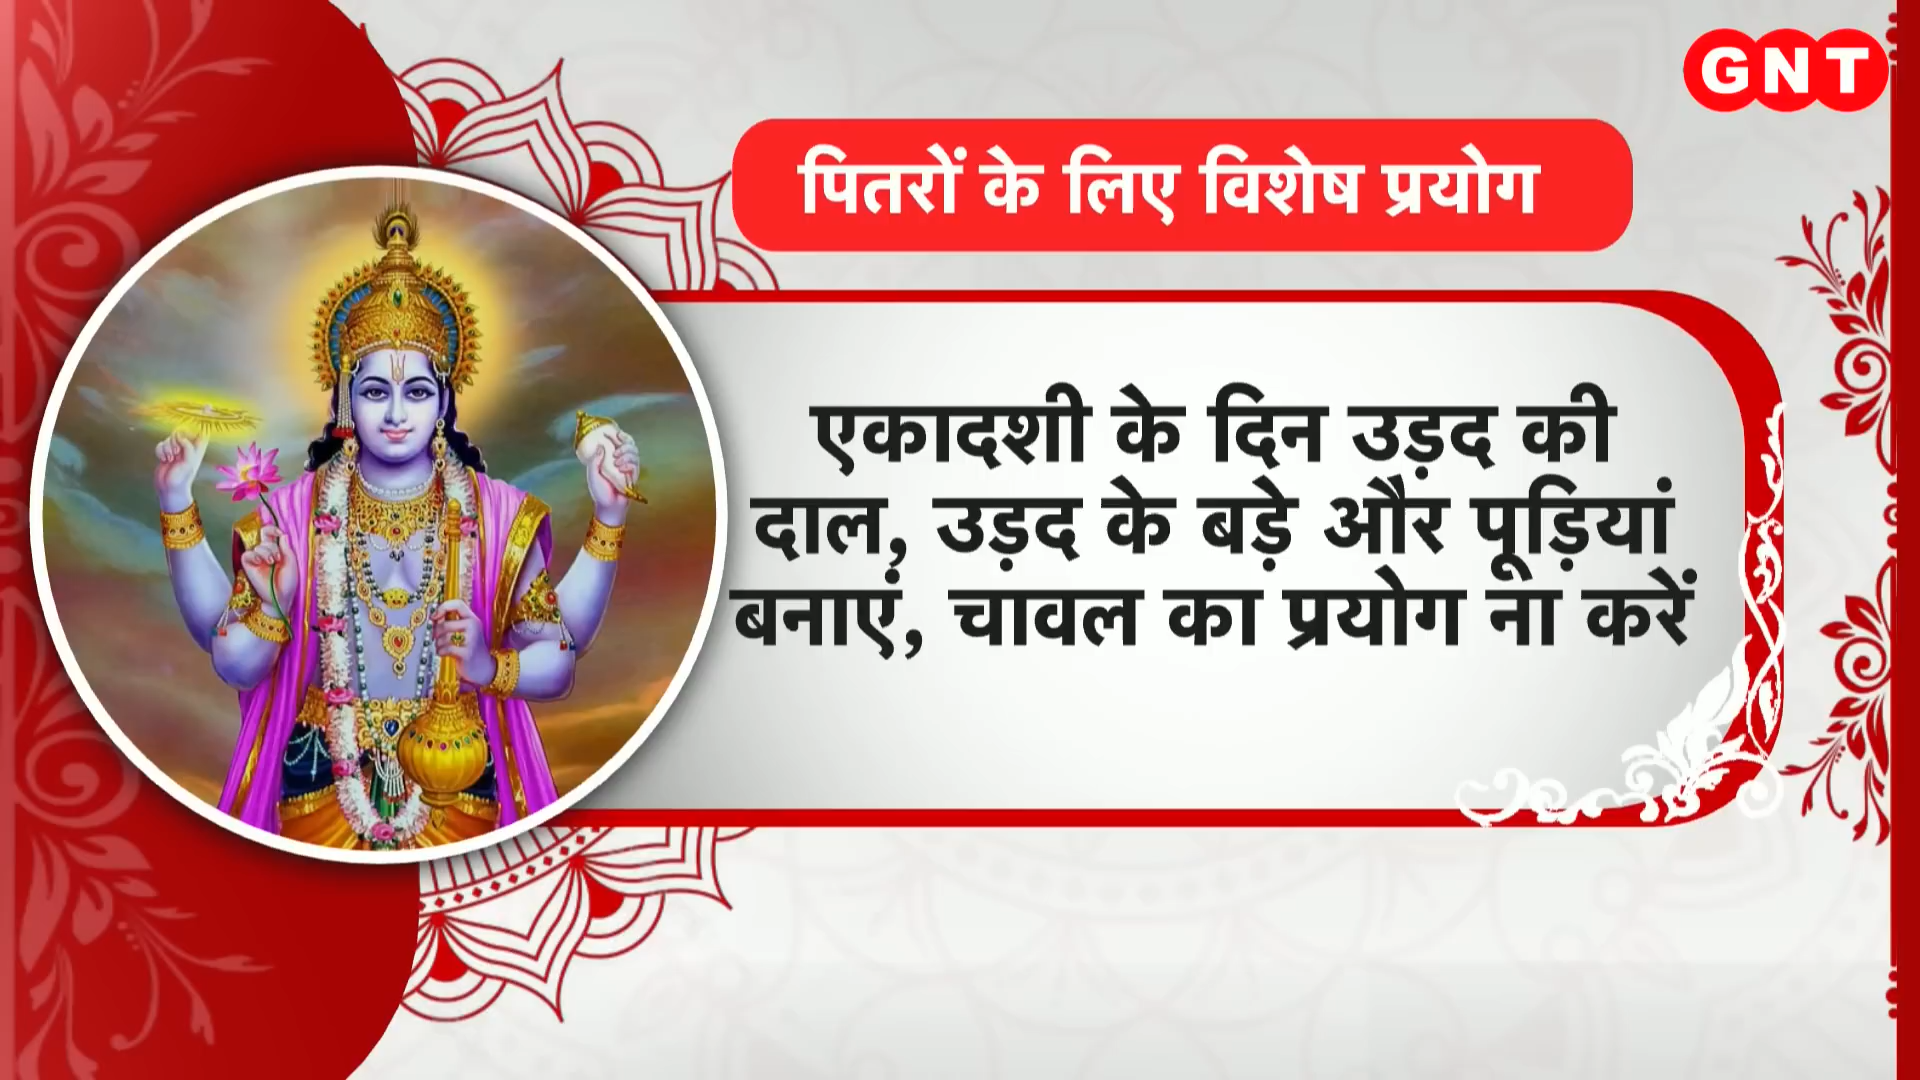 GNT
पितरों के लिए विशेष प्रयोग
एकादशी के दिन उड़द की
दाल, उड़द के बड़े और पूड़ियां
बनाएं, चावल का प्रयोग ना करें